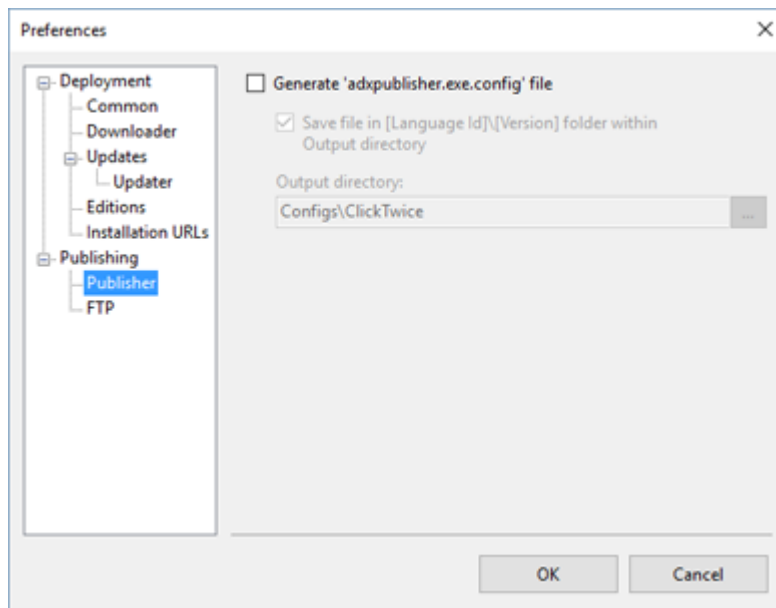 Preferences
Deployment
Common
Downloader
Updates
Updater
Editions
Installation URLs
Publishing
Publisher
FTP
Generate 'adxpublisher.exe.config' file
Save file in [Language Id]\[Version] folder within
Output directory
Output directory:
Configs\ClickTwice
...
OK
Cancel